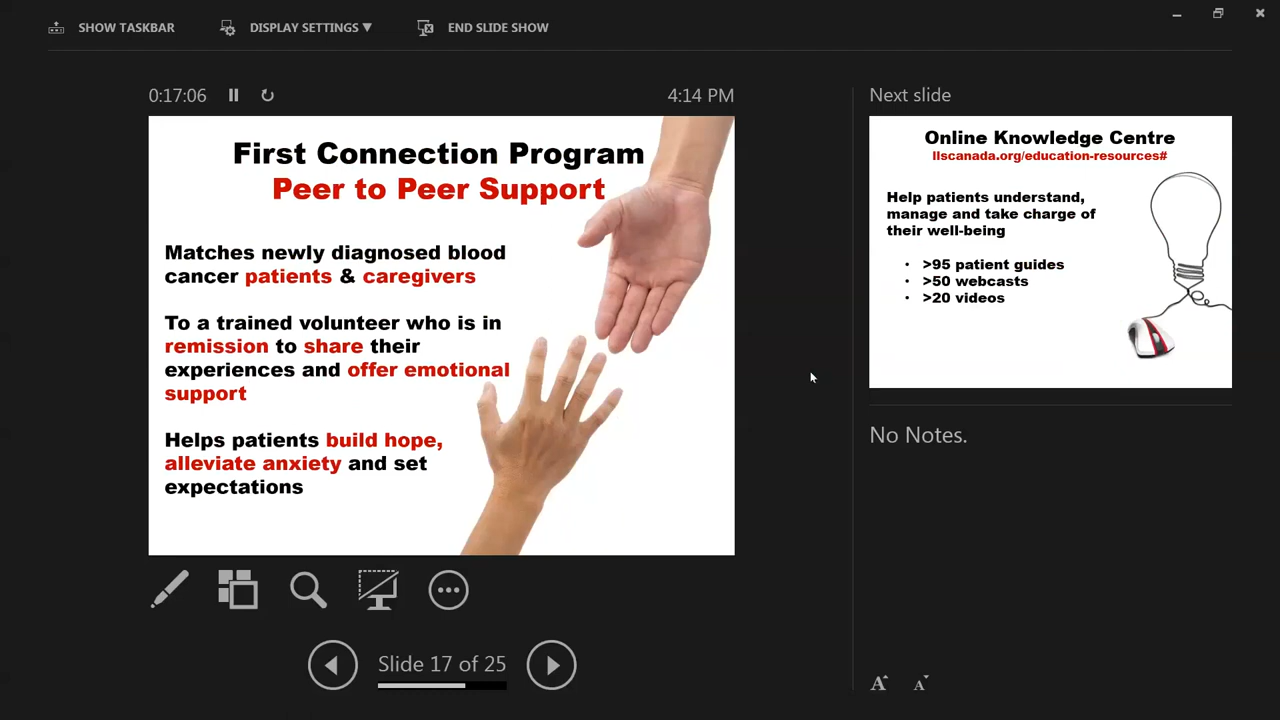 SHOW TASKBAR
DISPLAY SETTINGS ▼
END SLIDE SHOW
0:17:06
4:14 PM
First Connection Program
Peer to Peer Support
Matches newly diagnosed blood
cancer patients & caregivers
To a trained volunteer who is in
remission to share their
experiences and offer emotional
support
Helps patients build hope,
alleviate anxiety and set
expectations
Slide 17 of 25
Next slide
Online Knowledge Centre
llscanada.org/education-resources#
Help patients understand,
manage and take charge of
their well-being
• >95 patient guides
• >50 webcasts
• >20 videos
No Notes.
A A